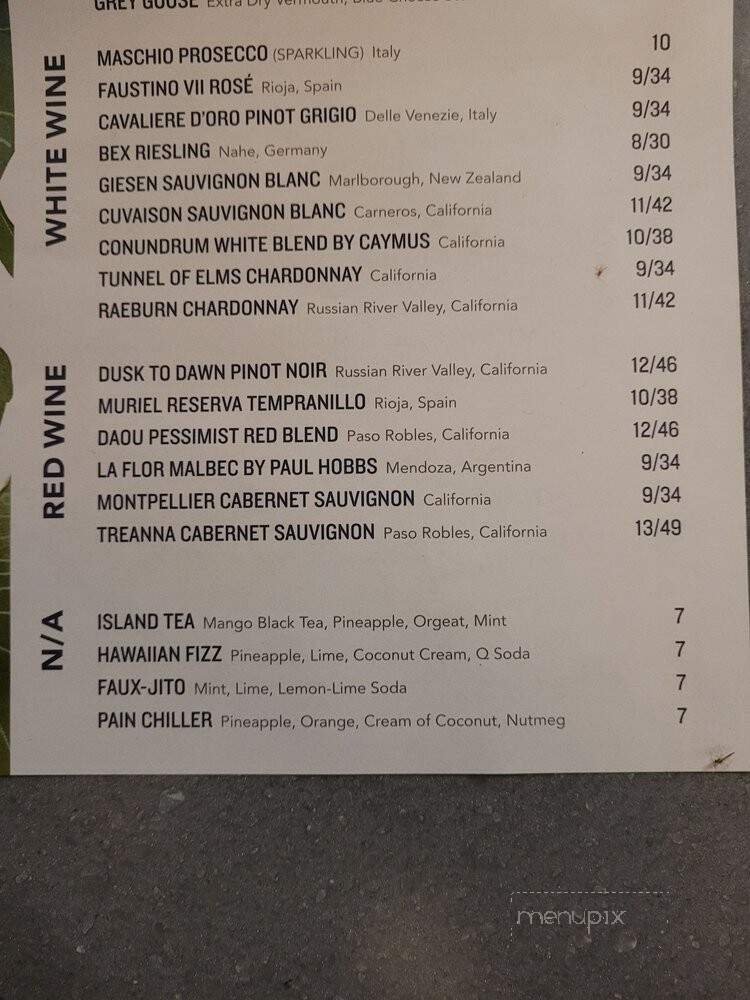 GREY GOOSE Extra Dry Vermouth, Blue Cheese
WHITE WINE
MASCHIO PROSECCO (SPARKLING) Italy 10
FAUSTINO VII ROSÉ Rioja, Spain 9/34
CAVALIERE D'ORO PINOT GRIGIO Delle Venezie, Italy 9/34
BEX RIESLING Nahe, Germany 8/30
GIESEN SAUVIGNON BLANC Marlborough, New Zealand 9/34
CUVAISON SAUVIGNON BLANC Carneros, California 11/42
CONUNDRUM WHITE BLEND BY CAYMUS California 10/38
TUNNEL OF ELMS CHARDONNAY California 9/34
RAEBURN CHARDONNAY Russian River Valley, California 11/42
RED WINE
DUSK TO DAWN PINOT NOIR Russian River Valley, California 12/46
MURIEL RESERVA TEMPRANILLO Rioja, Spain 10/38
DAOU PESSIMIST RED BLEND Paso Robles, California 12/46
LA FLOR MALBEC BY PAUL HOBBS Mendoza, Argentina 9/34
MONTPELLIER CABERNET SAUVIGNON California 9/34
TREANNA CABERNET SAUVIGNON Paso Robles, California 13/49
N/A
ISLAND TEA Mango Black Tea, Pineapple, Orgeat, Mint 7
HAWAIIAN FIZZ Pineapple, Lime, Coconut Cream, Q Soda 7
FAUX-JITO Mint, Lime, Lemon-Lime Soda 7
PAIN CHILLER Pineapple, Orange, Cream of Coconut, Nutmeg 7
menupix